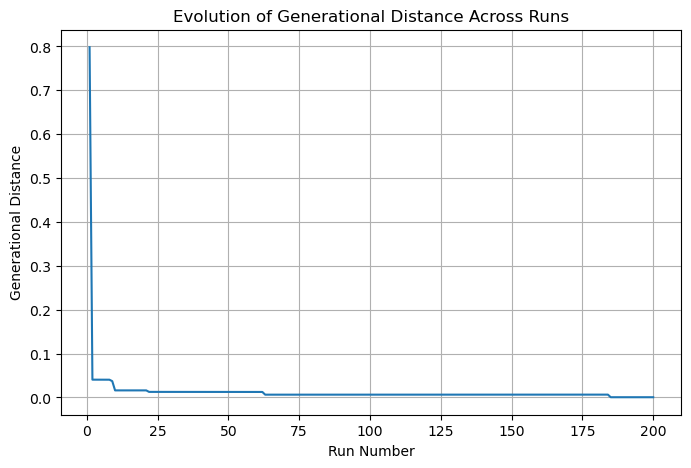 Evolution of Generational Distance Across Runs
Generational Distance
0.8
0.7
0.6
0.5
0.4
0.3
0.2
0.1
0.0
0 25 50 75 100 125 150 175 200
Run Number